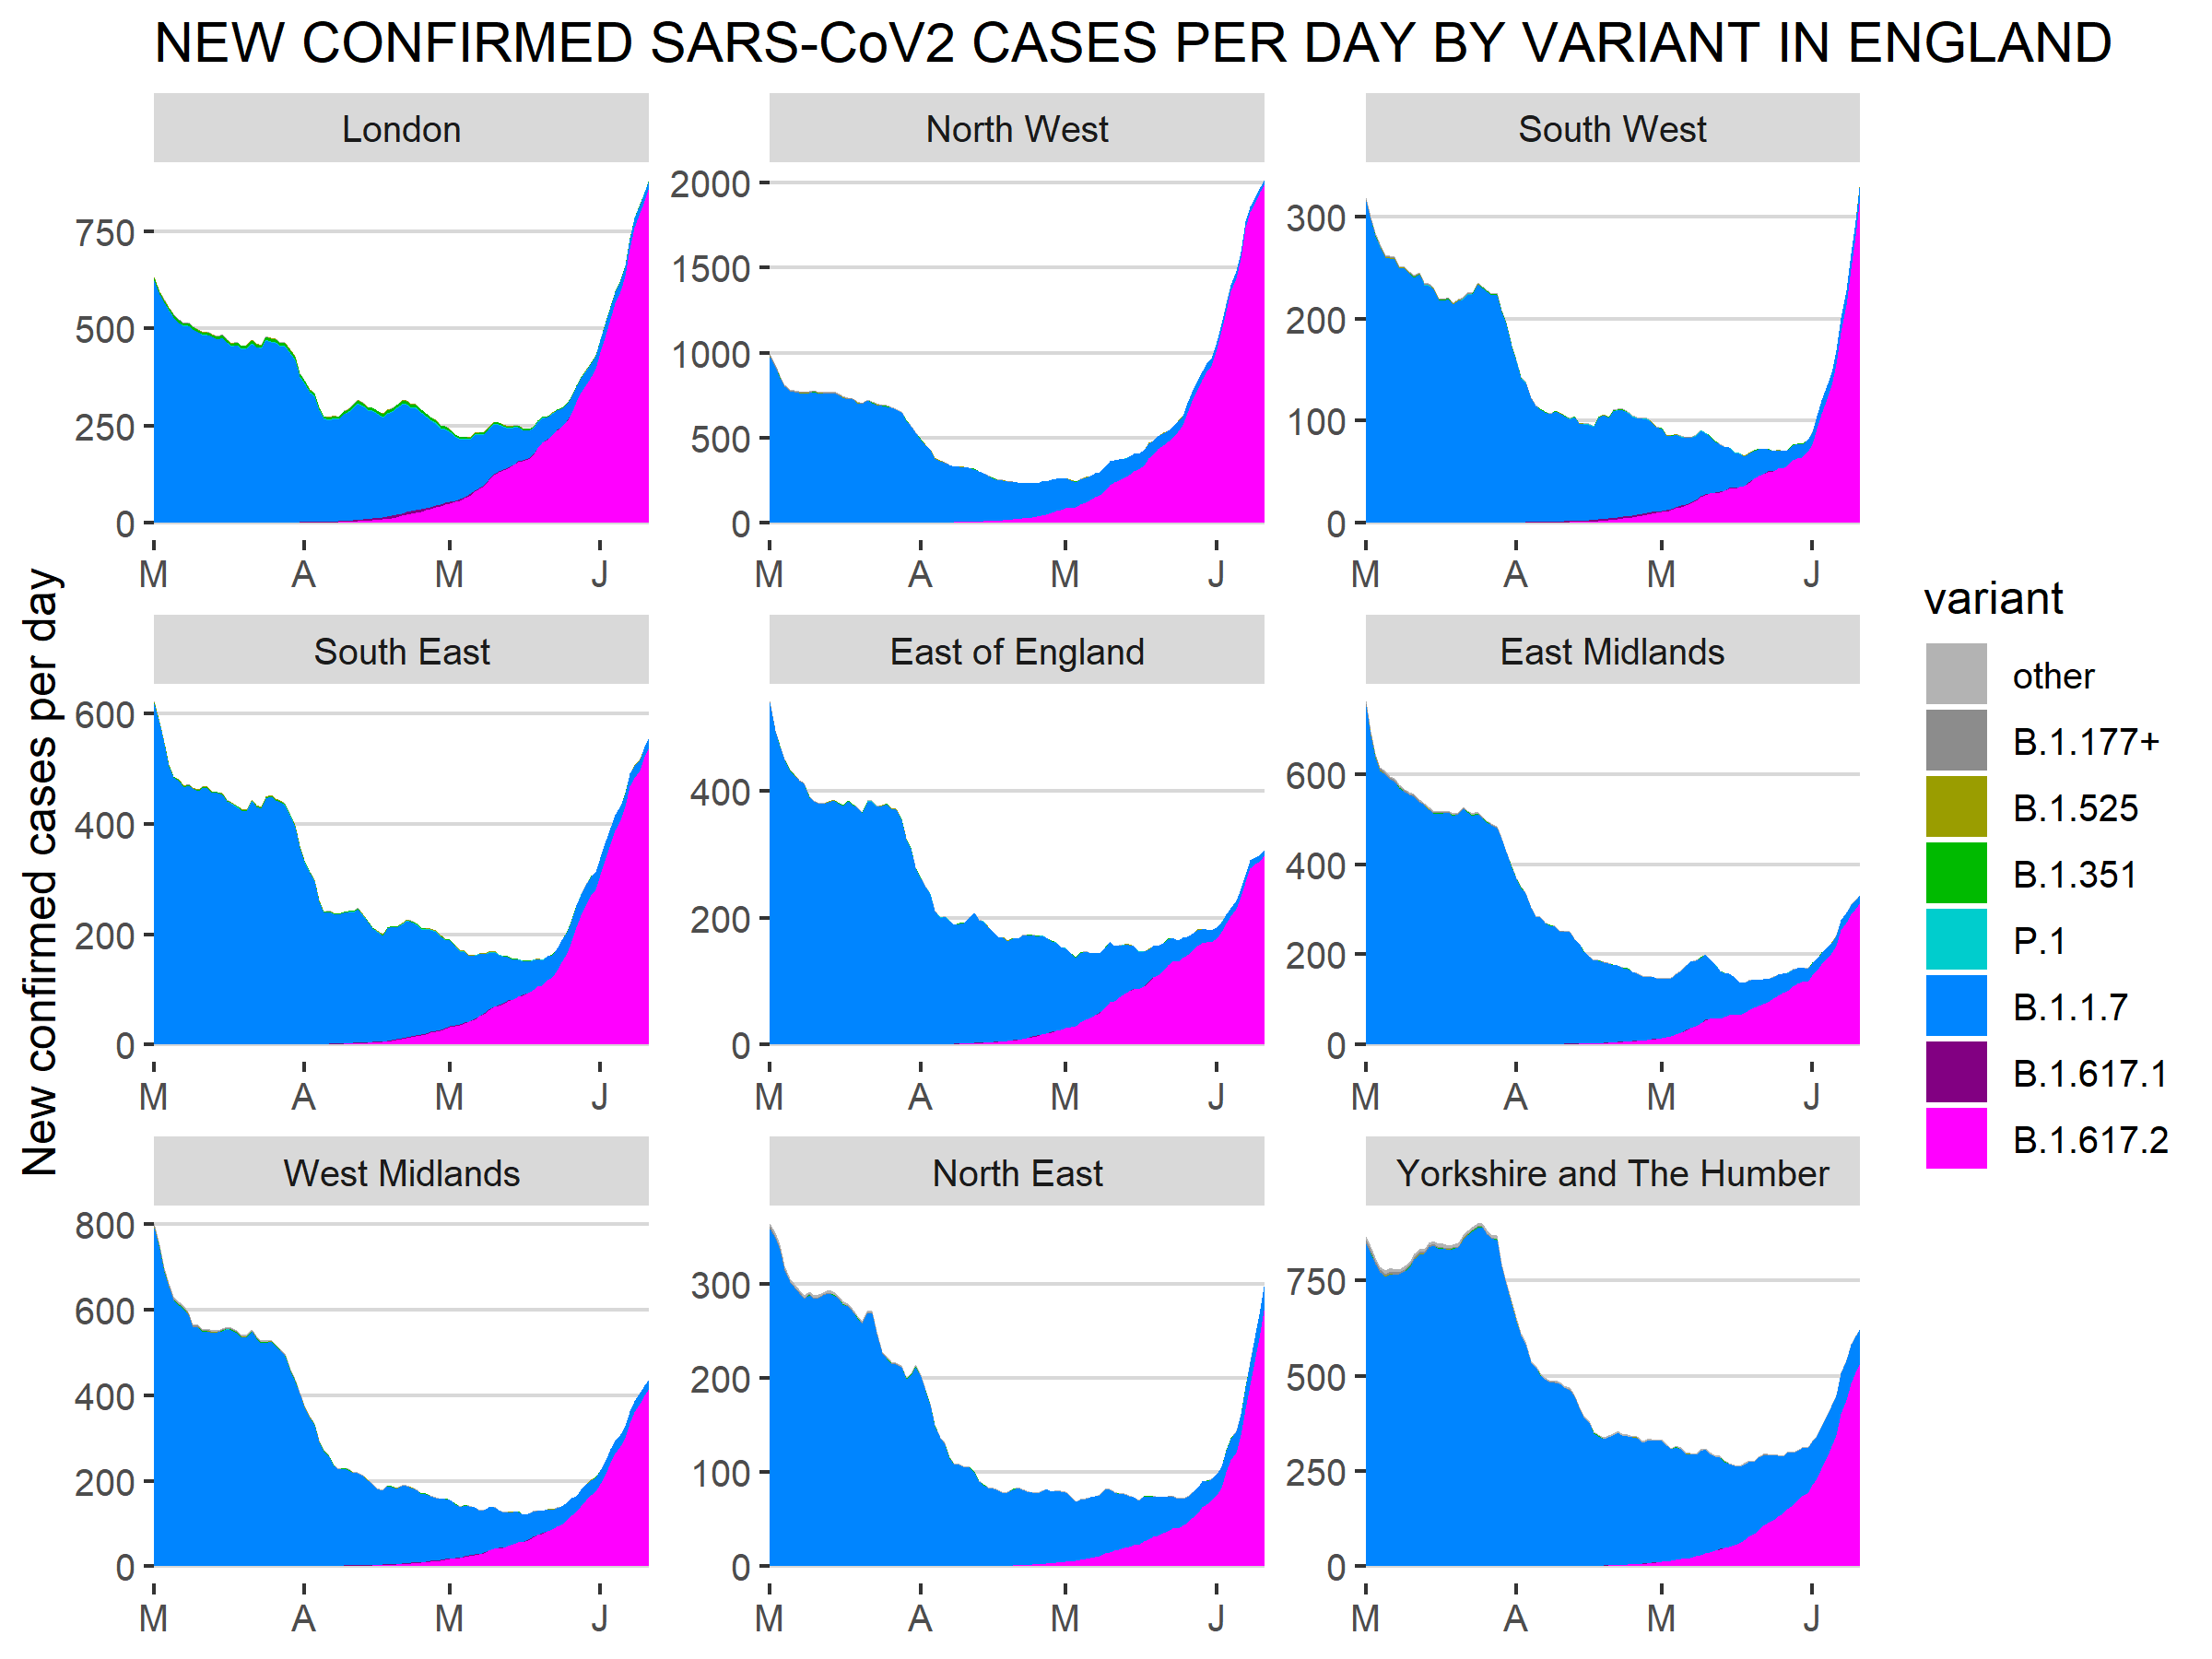 NEW CONFIRMED SARS-CoV2 CASES PER DAY BY VARIANT IN ENGLAND
New confirmed cases per day
London
750
500
250
0
M A M J
North West
2000
1500
1000
500
0
M A M J
South West
300
200
100
0
M A M J
South East
600
400
200
0
M A M J
East of England
400
200
0
M A M J
East Midlands
600
400
200
0
M A M J
West Midlands
800
600
400
200
0
M A M J
North East
300
200
100
0
M A M J
Yorkshire and The Humber
750
500
250
0
M A M J
variant
other
B.1.177+
B.1.525
B.1.351
P.1
B.1.1.7
B.1.617.1
B.1.617.2